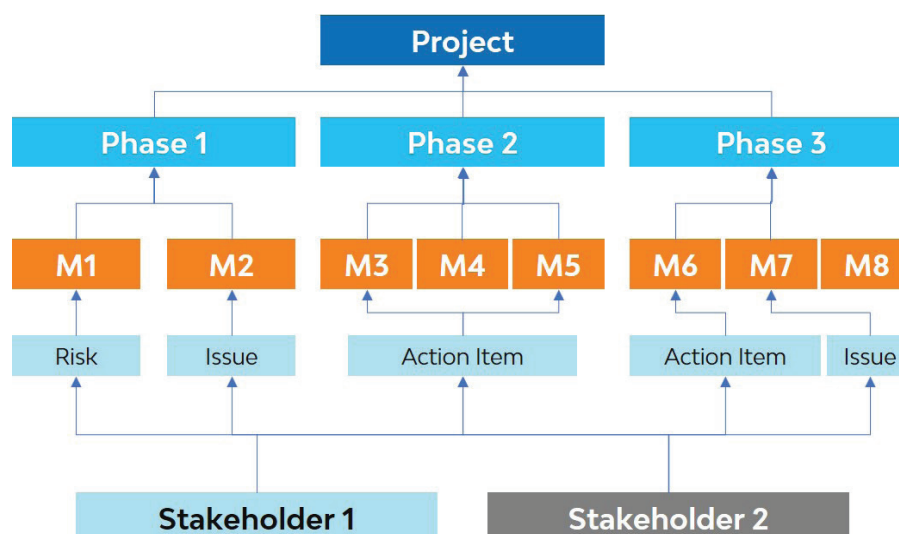 Project
Phase 1 Phase 2 Phase 3
M1 M2 M3 M4 M5 M6 M7 M8
Risk Issue Action Item Action Item Issue
Stakeholder 1 Stakeholder 2